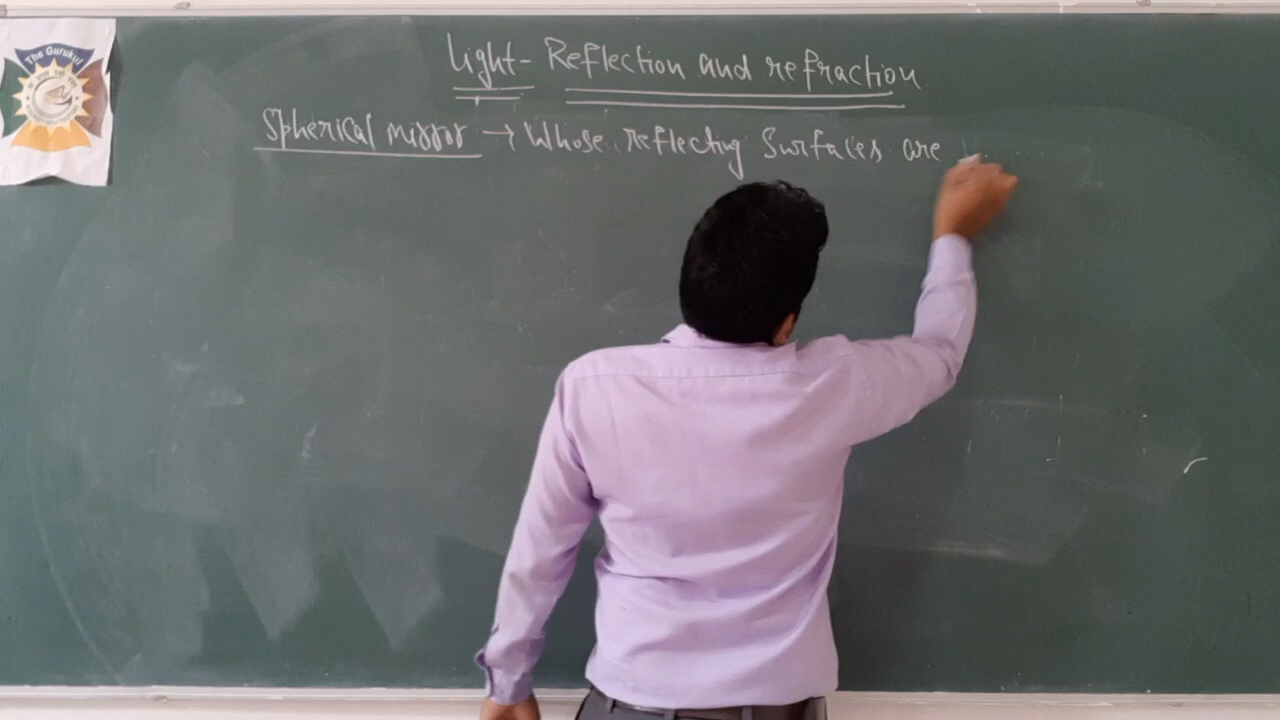 The Gurukul
Light - Reflection and refraction
Spherical mirror → Whose reflecting Surfaces are